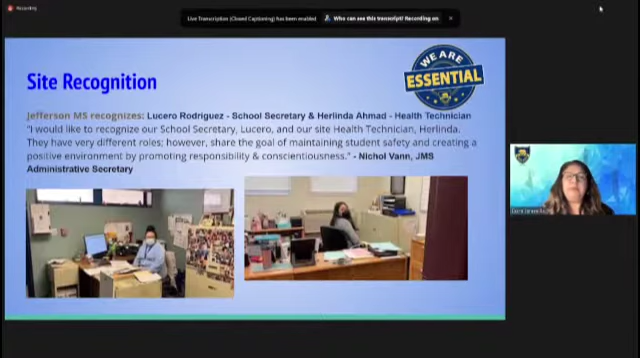 Recording
Live Transcription (Closed Captioning) has been enabled
Who can see this transcript? Recording on
WE ARE
ESSENTIAL
Site Recognition
Jefferson MS recognizes: Lucero Rodriguez - School Secretary & Herlinda Ahmad - Health Technician
"I would like to recognize our School Secretary, Lucero, and our site Health Technician, Herlinda.
They have very different roles; however, share the goal of maintaining student safety and creating a
positive environment by promoting responsibility & conscientiousness." - Nichol Vann, JMS
Administrative Secretary